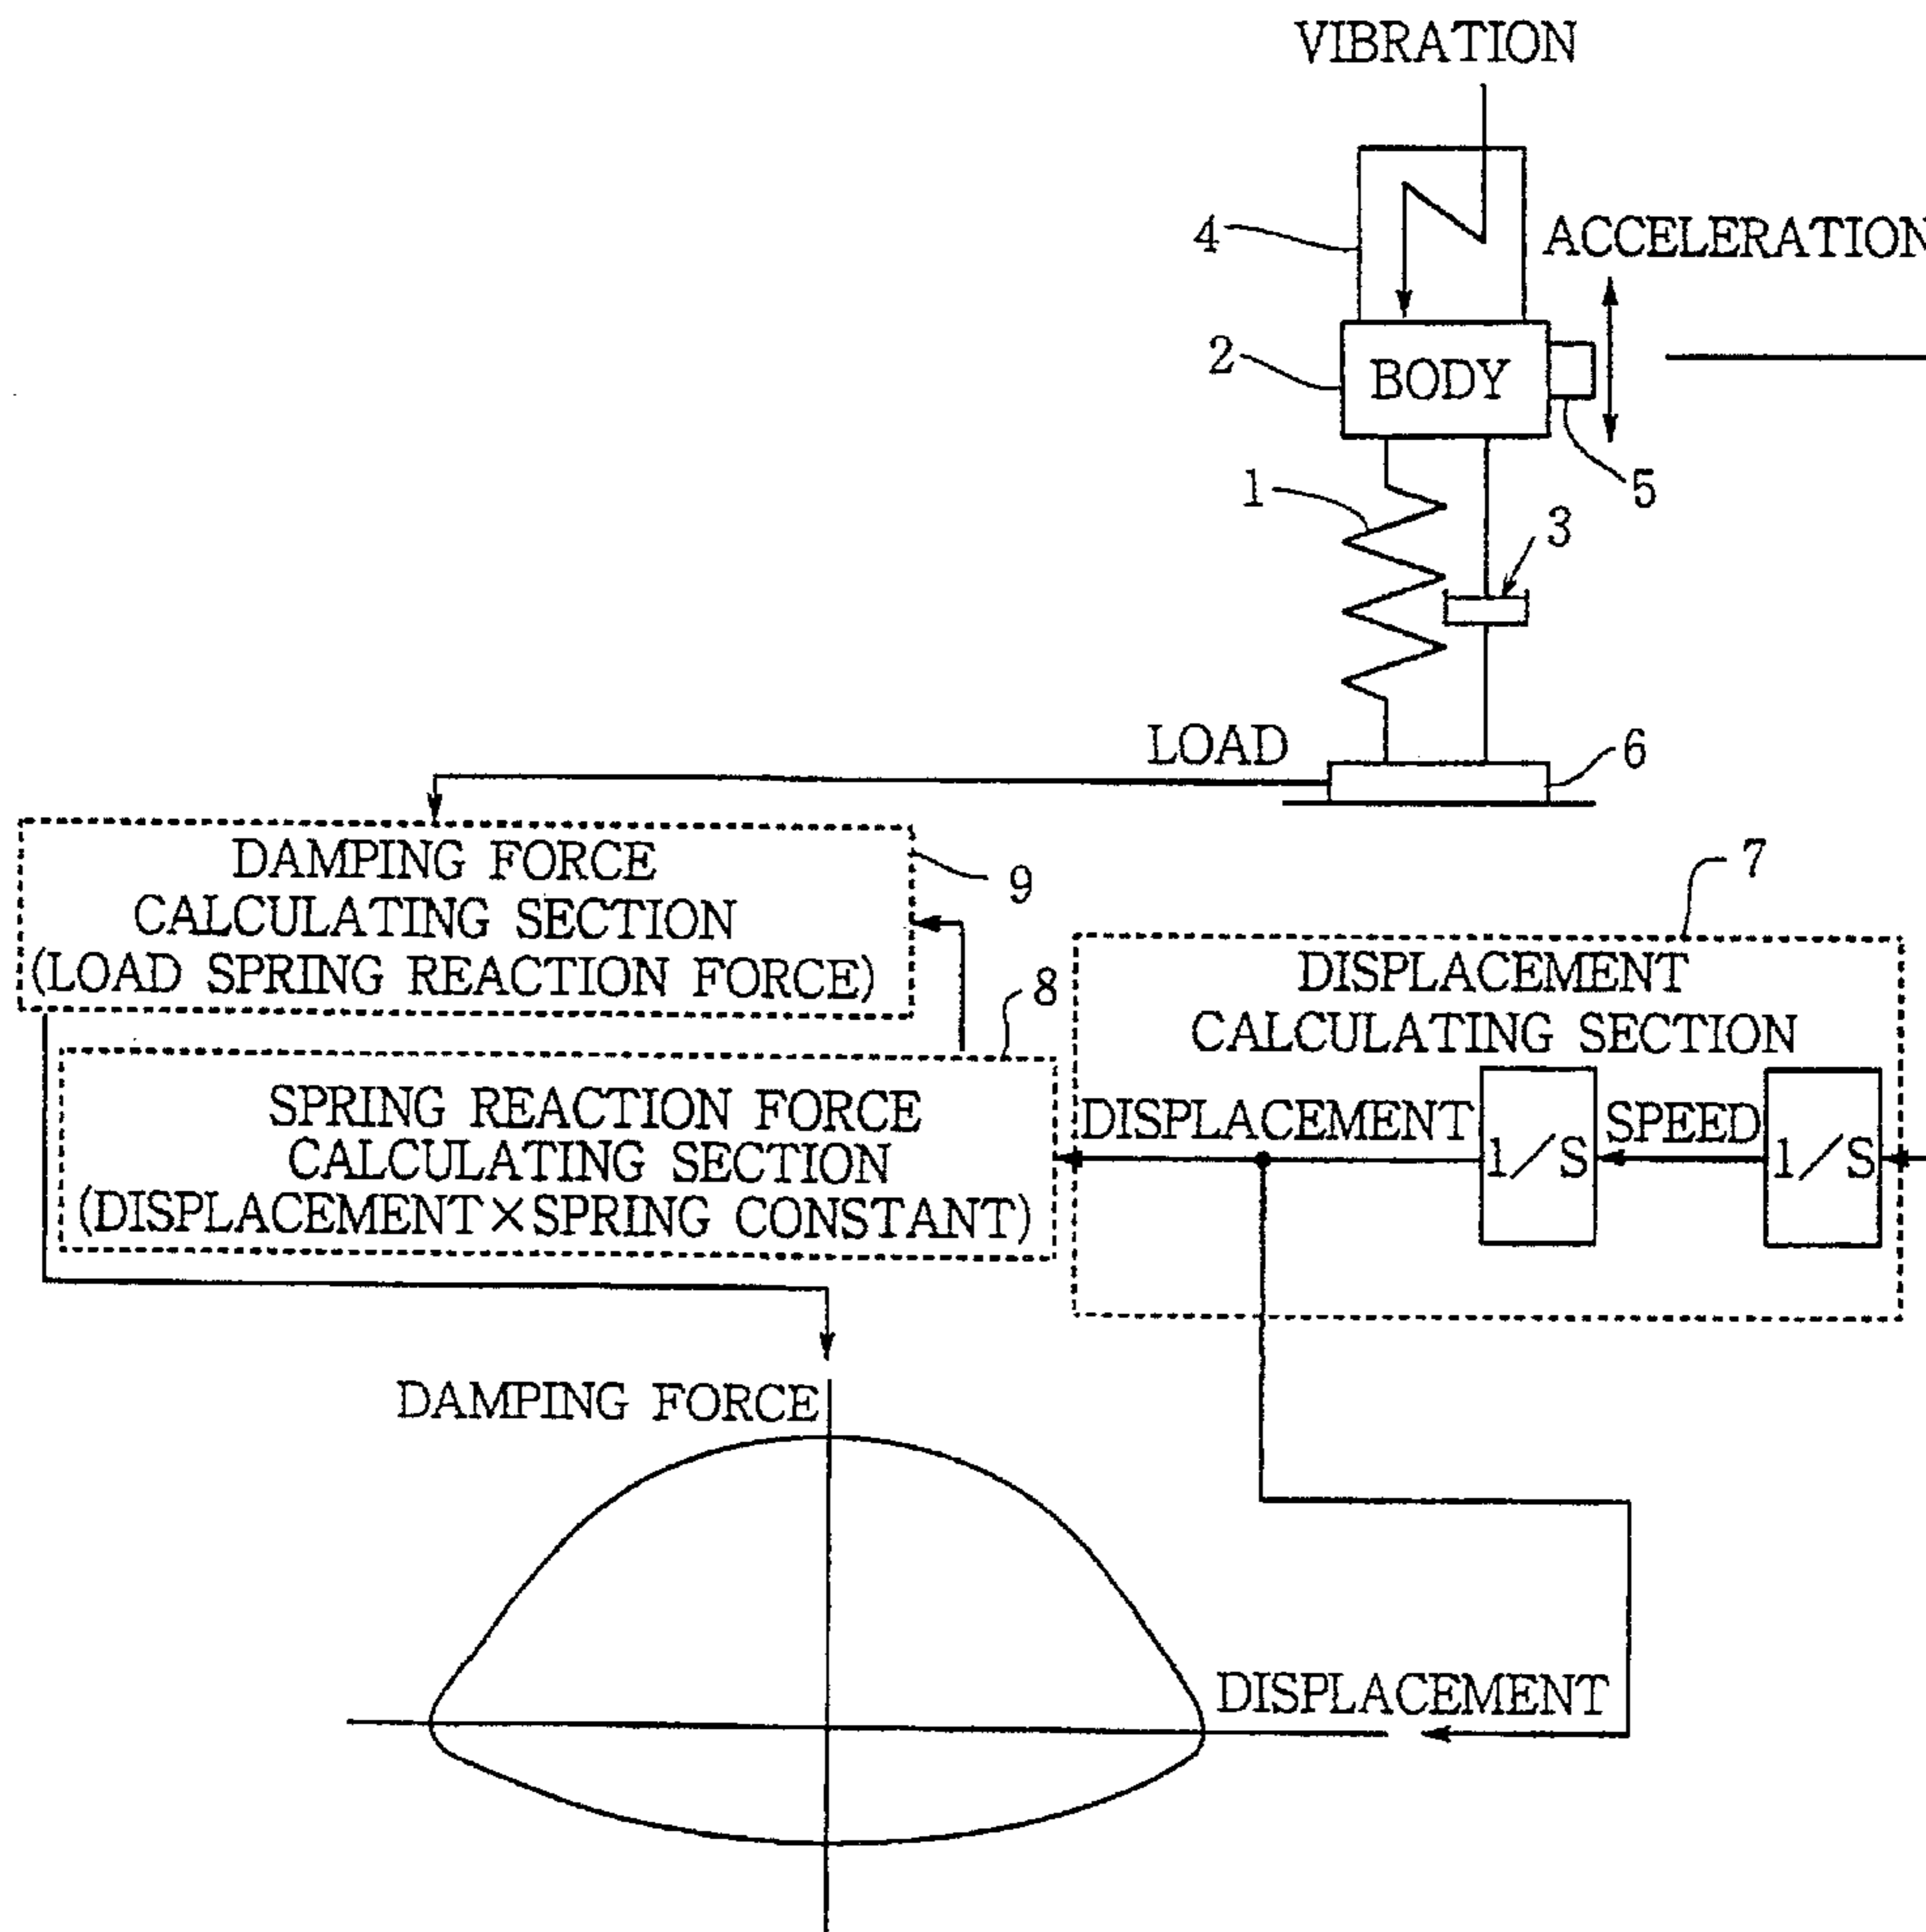 VIBRATION
4
ACCELERATION
2
BODY
5
1
3
LOAD
6
DAMPING FORCE
CALCULATING SECTION
(LOAD SPRING REACTION FORCE)
9
7
DISPLACEMENT
CALCULATING SECTION
8
SPRING REACTION FORCE
CALCULATING SECTION
(DISPLACEMENT×SPRING CONSTANT)
DISPLACEMENT
1/S
SPEED
1/S
DAMPING FORCE
DISPLACEMENT